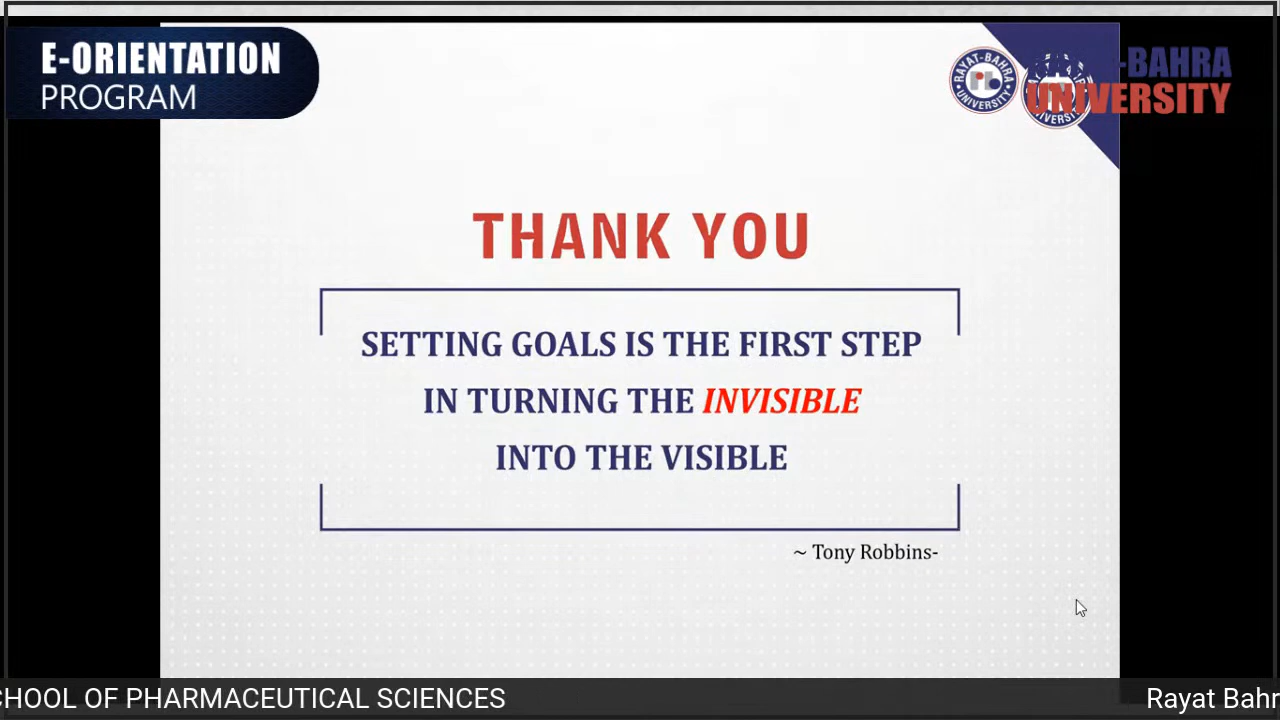 E-ORIENTATION
PROGRAM
RAYAT-BAHRA
UNIVERSITY
-BAHRA
UNIVERSITY
THANK YOU
SETTING GOALS IS THE FIRST STEP
IN TURNING THE INVISIBLE
INTO THE VISIBLE
~ Tony Robbins-
CHOOL OF PHARMACEUTICAL SCIENCES
Rayat Bahr